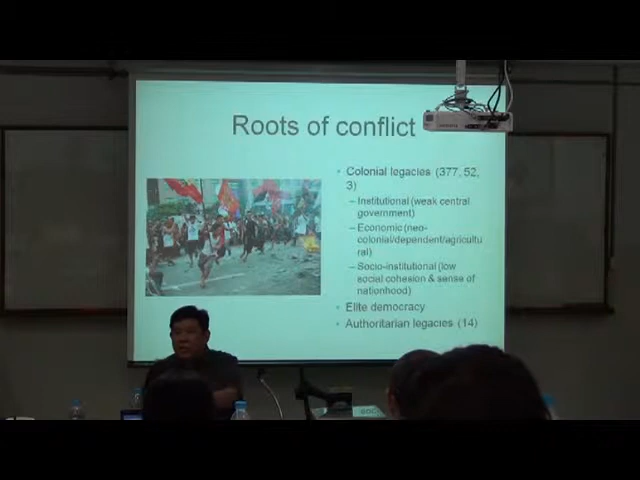 Roots of conflict
Colonial legacies (377, 52,
3)
– Institutional (weak central
government)
– Economic (neo-
colonial/dependent/agricultu
ral)
– Socio-institutional (low
social cohesion & sense of
nationhood)
Elite democracy
Authoritarian legacies (14)